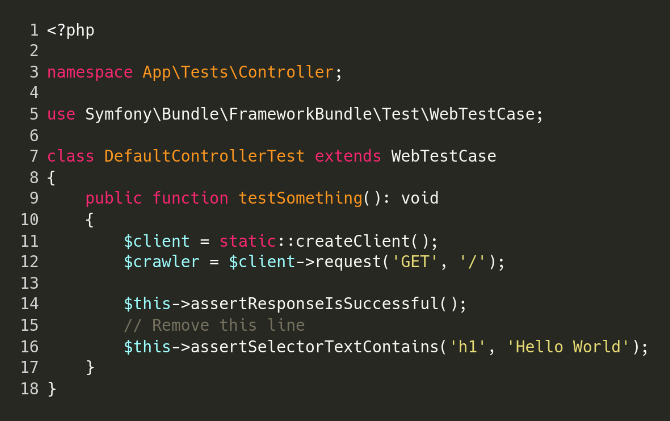 1 <?php
2
3 namespace App\Tests\Controller;
4
5 use Symfony\Bundle\FrameworkBundle\Test\WebTestCase;
6
7 class DefaultControllerTest extends WebTestCase
8 {
9     public function testSomething(): void
10     {
11         $client = static::createClient();
12         $crawler = $client->request('GET', '/');
13
14         $this->assertResponseIsSuccessful();
15         // Remove this line
16         $this->assertSelectorTextContains('h1', 'Hello World');
17     }
18 }